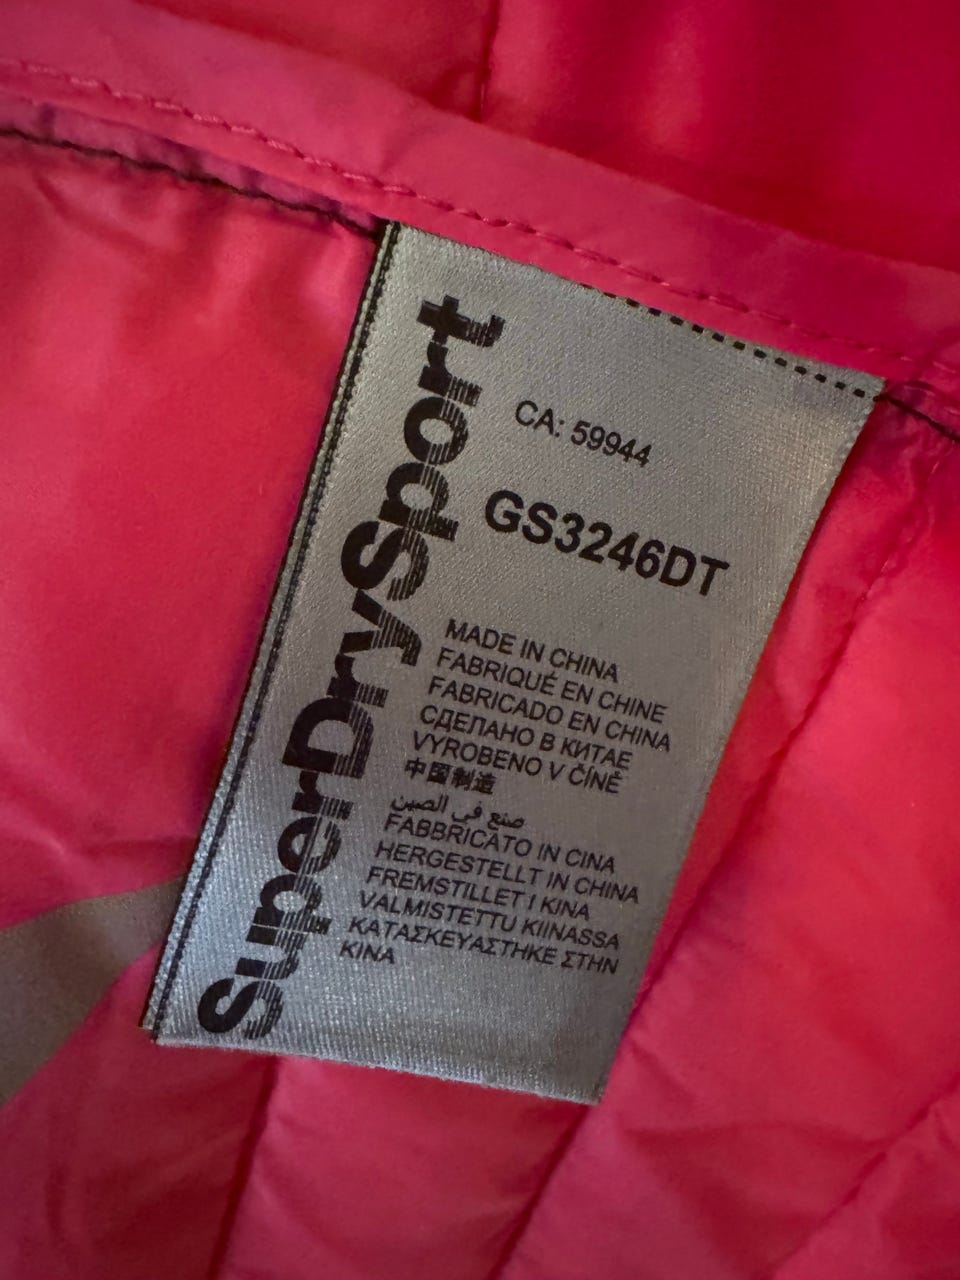 SuperDrySport
CA: 59944
GS3246DT
MADE IN CHINA
FABRIQUÉ EN CHINE
FABRICADO EN CHINA
СДЕЛАНО В КИТАЕ
VYROBENO V ČÍNĚ
中国制造
صنع في الصين
FABBRICATO IN CINA
HERGESTELLT IN CHINA
FREMSTILLET I KINA
VALMISTETTU KIINASSA
ΚΑΤΑΣΚΕΥΑΣΤΗΚΕ ΣΤΗΝ
ΚΙΝΑ